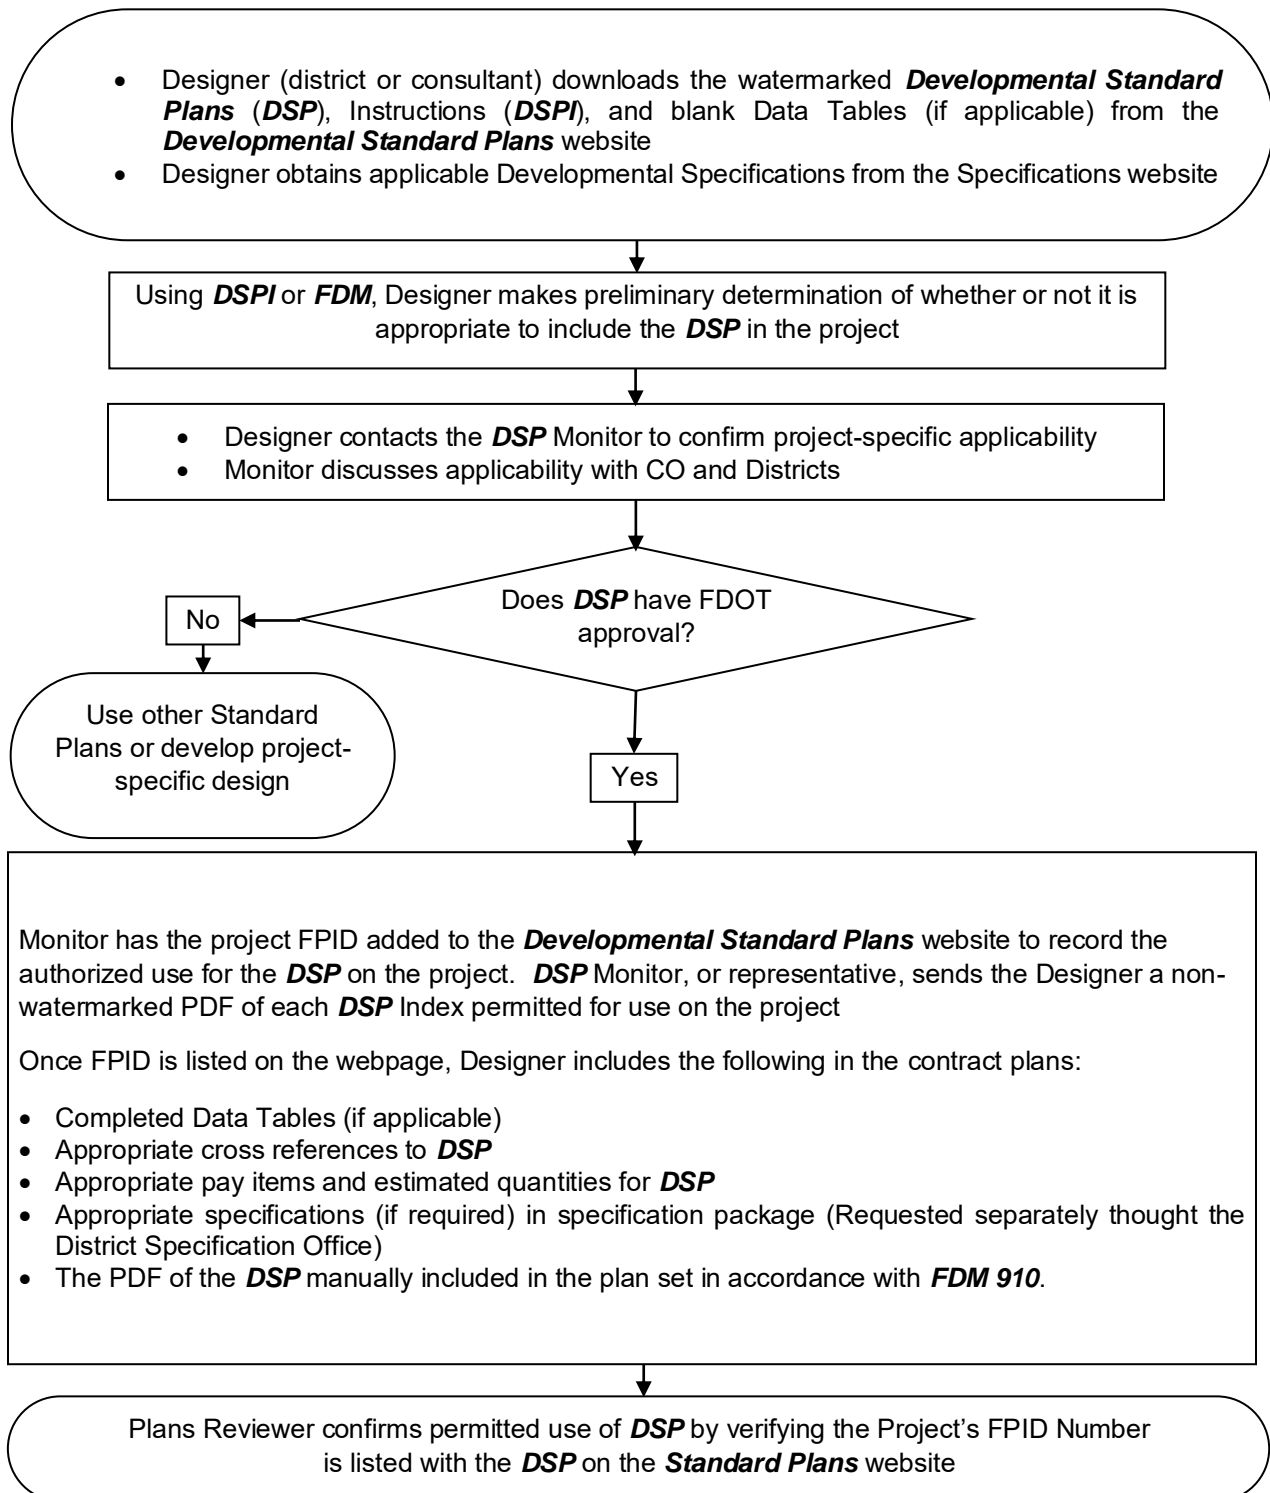 • Designer (district or consultant) downloads the watermarked Developmental Standard
Plans (DSP), Instructions (DSPI), and blank Data Tables (if applicable) from the
Developmental Standard Plans website
• Designer obtains applicable Developmental Specifications from the Specifications website
Using DSPI or FDM, Designer makes preliminary determination of whether or not it is
appropriate to include the DSP in the project
• Designer contacts the DSP Monitor to confirm project-specific applicability
• Monitor discusses applicability with CO and Districts
Does DSP have FDOT
approval?
No
Use other Standard
Plans or develop project-
specific design
Yes
Monitor has the project FPID added to the Developmental Standard Plans website to record the
authorized use for the DSP on the project. DSP Monitor, or representative, sends the Designer a non-
watermarked PDF of each DSP Index permitted for use on the project
Once FPID is listed on the webpage, Designer includes the following in the contract plans:
• Completed Data Tables (if applicable)
• Appropriate cross references to DSP
• Appropriate pay items and estimated quantities for DSP
• Appropriate specifications (if required) in specification package (Requested separately thought the
District Specification Office)
• The PDF of the DSP manually included in the plan set in accordance with FDM 910.
Plans Reviewer confirms permitted use of DSP by verifying the Project's FPID Number
is listed with the DSP on the Standard Plans website